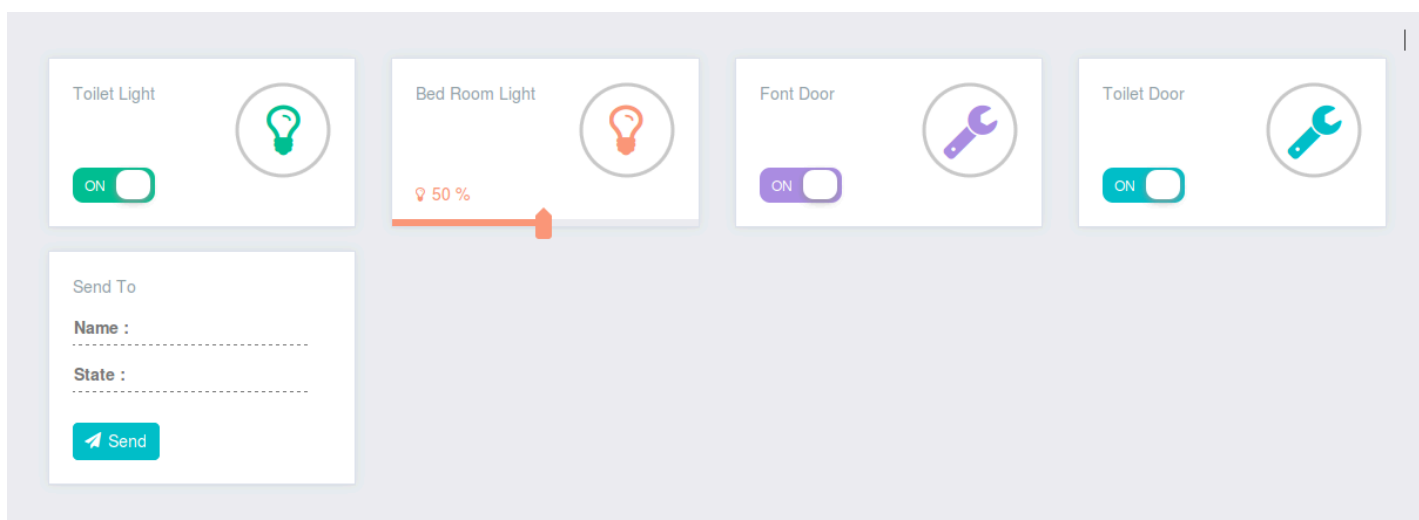 Toilet Light
ON
Bed Room Light
50 %
Font Door
ON
Toilet Door
ON
Send To
Name :
State :
Send